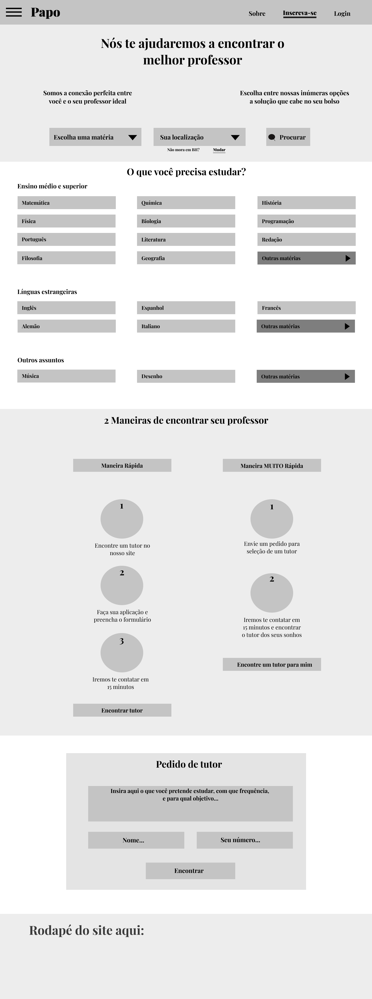 Papo
Sobre
Inscreva-se
Login
Nós te ajudaremos a encontrar o
melhor professor
Somos a conexão perfeita entre
você e o seu professor ideal
Escolha entre nossas inúmeras opções
a solução que cabe no seu bolso
Escolha uma matéria
Sua localização
Procurar
Não mora em BH?
Mudar
O que você precisa estudar?
Ensino médio e superior
Matemática
Química
História
Física
Biologia
Programação
Português
Literatura
Redação
Filosofia
Geografia
Outras matérias
Línguas estrangeiras
Inglês
Espanhol
Francês
Alemão
Italiano
Outras matérias
Outros assuntos
Música
Desenho
Outras matérias
2 Maneiras de encontrar seu professor
Maneira Rápida
1
Encontre um tutor no
nosso site
2
Faça sua aplicação e
preencha o formulário
3
Iremos te contatar em
15 minutos
Encontrar tutor
Maneira MUITO Rápida
1
Envie um pedido para
seleção de um tutor
2
Iremos te contatar em
15 minutos e encontrar
o tutor dos seus sonhos
Encontre um tutor para mim
Pedido de tutor
Insira aqui o que você pretende estudar, com que frequência,
e para qual objetivo...
Nome...
Seu número...
Encontrar
Rodapé do site aqui: